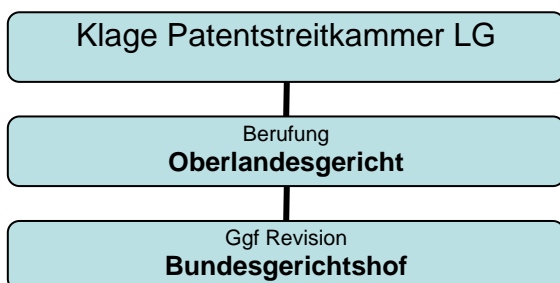 Klage Patentstreitkammer LG
Berufung
Oberlandesgericht
Ggf Revision
Bundesgerichtshof